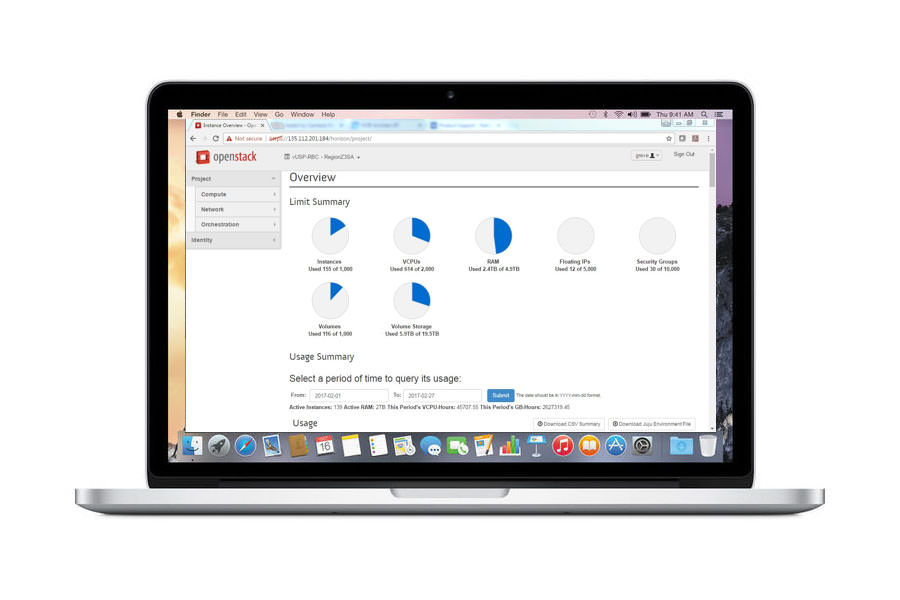 Finder File Edit View Go Window Help Thu 9:41 AM
Instance Overview - Ope
Not secure https://135.112.201.184/horizon/project/
openstack vUSP-RBC - RegionZ3SA Sign Out
Project
Compute
Network
Orchestration
Identity
Overview
Limit Summary
Instances
Used 155 of 1,000
VCPUs
Used 614 of 2,000
RAM
Used 2.4TB of 4.9TB
Floating IPs
Used 12 of 5,000
Security Groups
Used 30 of 10,000
Volumes
Used 116 of 1,000
Volume Storage
Used 5.9TB of 19.5TB
Usage Summary
Select a period of time to query its usage:
From: 2017-02-01 To: 2017-02-27 Submit The date should be in YYYY-mm-dd format.
Active Instances: 139 Active RAM: 2TB This Period's VCPU-Hours: 45707.55 This Period's GB-Hours: 2627319.45
Usage Download CSV Summary Download Juju Environment File
16